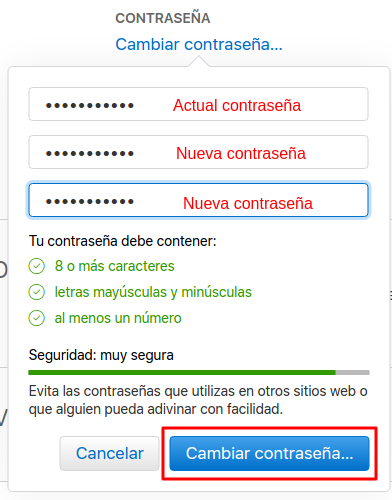 CONTRASEÑA
Cambiar contraseña...
••••••••••• Actual contraseña
••••••••••• Nueva contraseña
••••••••••• Nueva contraseña
Tu contraseña debe contener:
8 o más caracteres
letras mayúsculas y minúsculas
al menos un número
Seguridad: muy segura
Evita las contraseñas que utilizas en otros sitios web o
que alguien pueda adivinar con facilidad.
Cancelar
Cambiar contraseña...